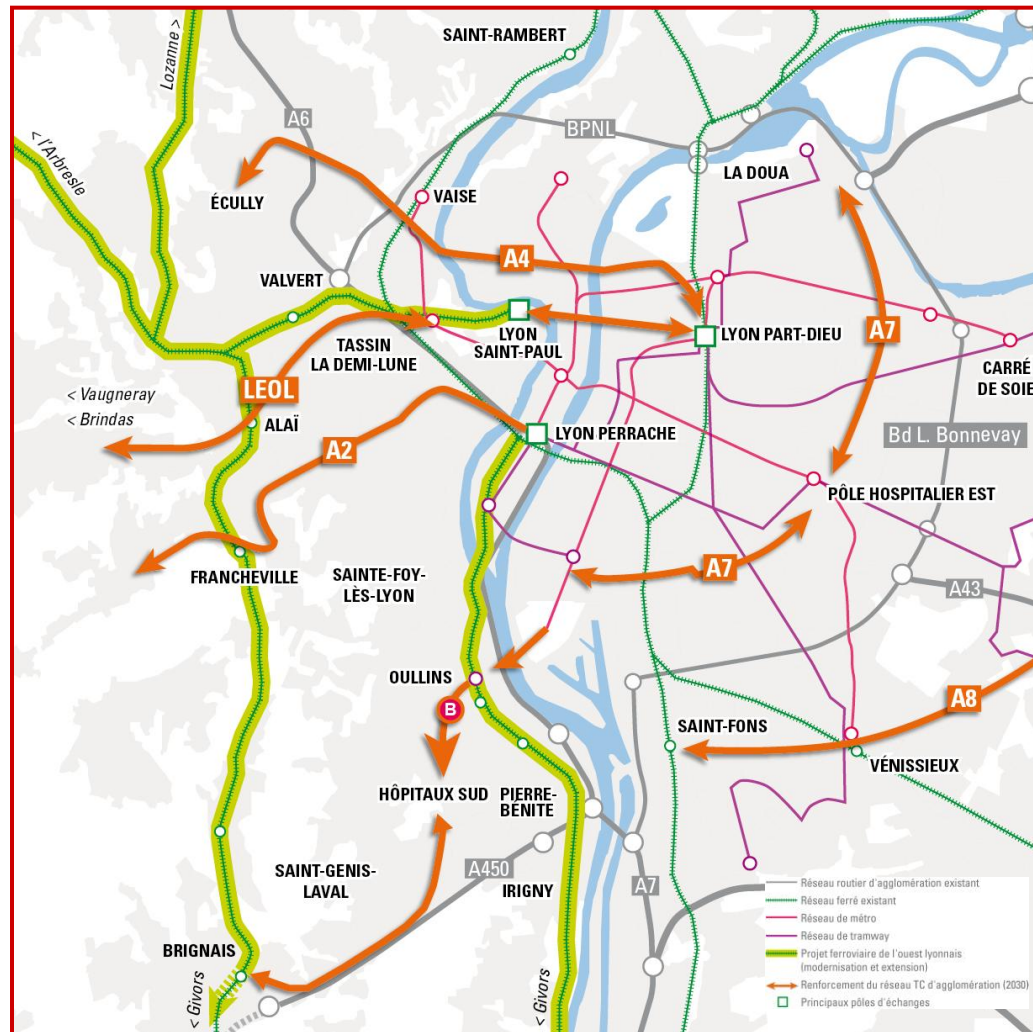 SAINT-RAMBERT
Lozanne >
A6
BPNL
< l'Arbresle
LA DOUA
ÉCULLY
VAISE
A4
VALVERT
A7
TASSIN
LA DEMI-LUNE
LYON
SAINT-PAUL
LYON PART-DIEU
CARRÉ
DE SOIE
LEOL
< Vaugneray
< Brindas
ALAÏ
A2
LYON PERRACHE
Bd L. Bonnevay
PÔLE HOSPITALIER EST
FRANCHEVILLE
SAINTE-FOY-
LÈS-LYON
A7
A43
OULLINS
B
A8
SAINT-FONS
VÉNISSIEUX
HÔPITAUX SUD
PIERRE-
BÉNITE
SAINT-GENIS-
LAVAL
A450
IRIGNY
A7
BRIGNAIS
< Givors
< Givors
Réseau routier d'agglomération existant
Réseau ferré existant
Réseau de métro
Réseau de tramway
Projet ferroviaire de l'ouest lyonnais
(modernisation et extension)
Renforcement du réseau TC d'agglomération (2030)
Principaux pôles d'échanges